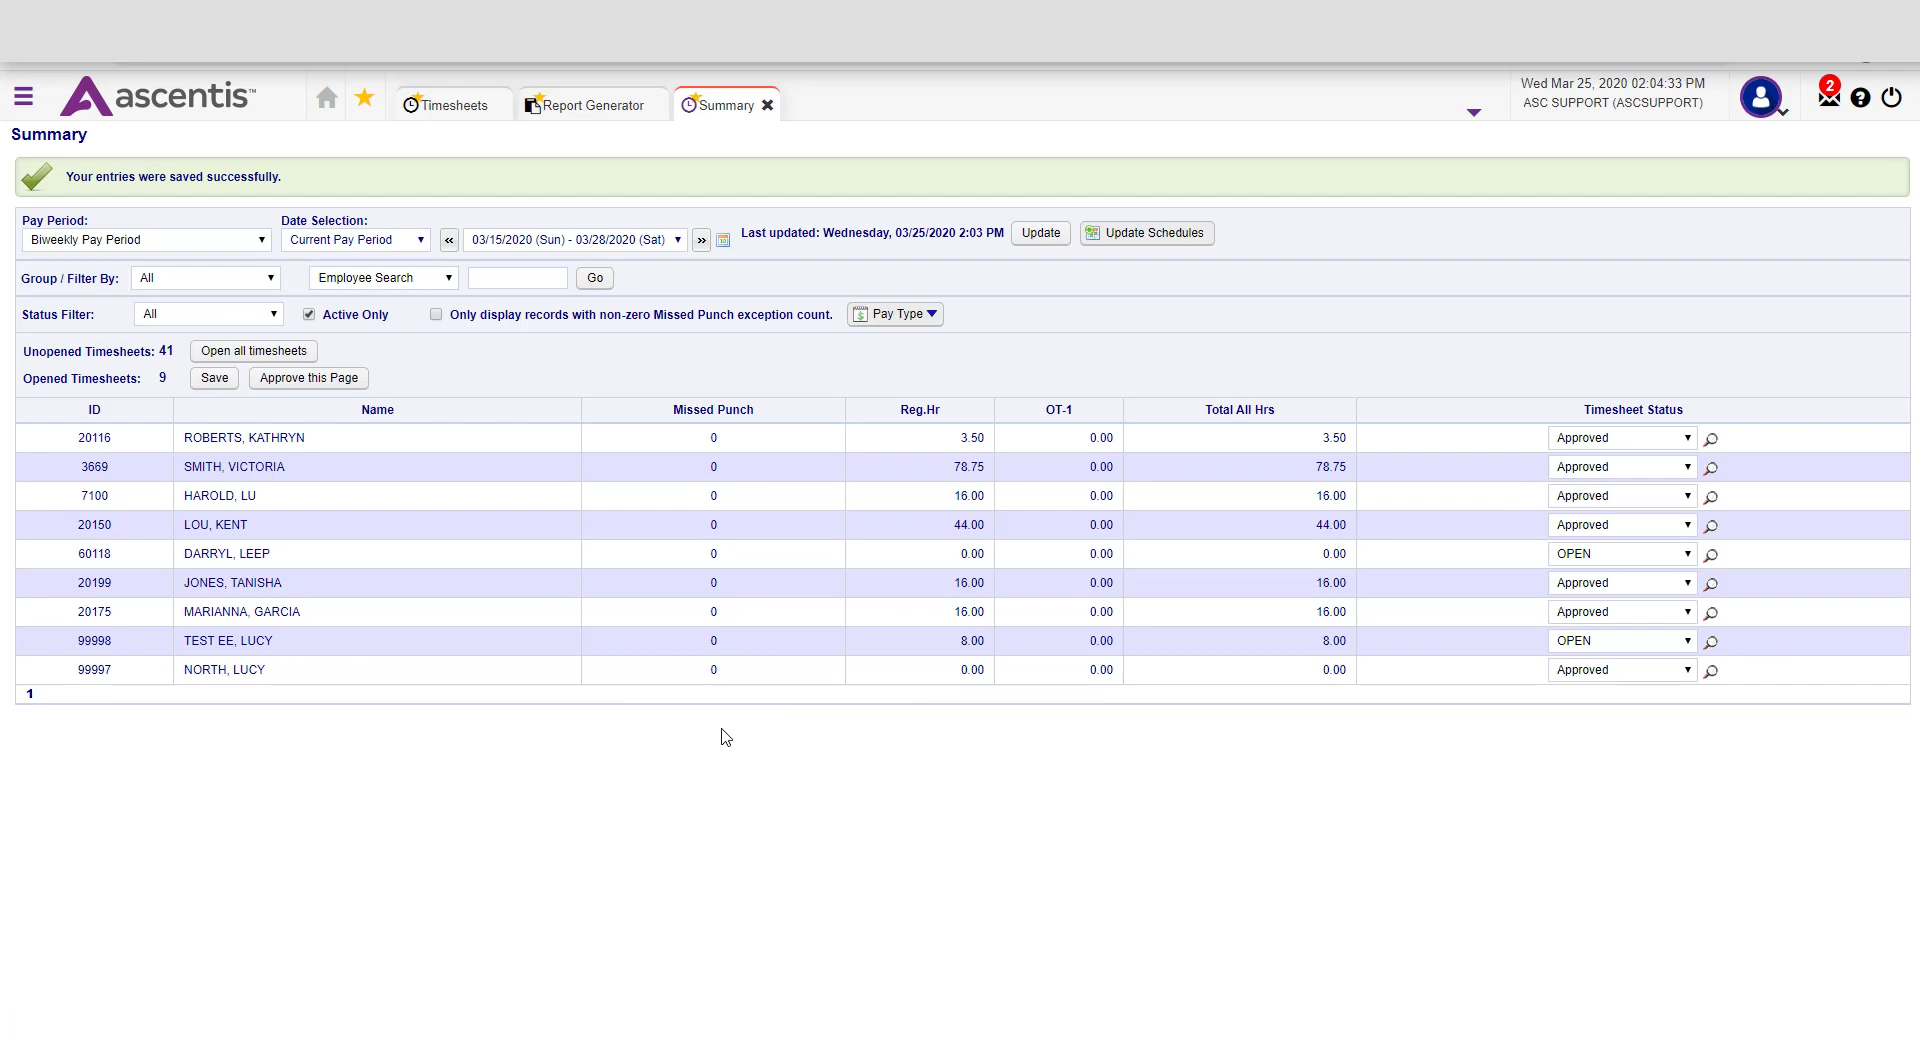 ascentis™
Timesheets
Report Generator
Summary
Wed Mar 25, 2020 02:04:33 PM
ASC SUPPORT (ASCSUPPORT)
2
Summary
Your entries were saved successfully.
Pay Period:
Date Selection:
Biweekly Pay Period
Current Pay Period
«
03/15/2020 (Sun) - 03/28/2020 (Sat)
»
Last updated: Wednesday, 03/25/2020 2:03 PM
Update
Update Schedules
Group / Filter By:
All
Employee Search
Go
Status Filter:
All
Active Only
Only display records with non-zero Missed Punch exception count.
Pay Type
Unopened Timesheets: 41
Open all timesheets
Opened Timesheets: 9
Save
Approve this Page
ID Name Missed Punch Reg.Hr OT-1 Total All Hrs Timesheet Status
20116 ROBERTS, KATHRYN 0 3.50 0.00 3.50 Approved
3669 SMITH, VICTORIA 0 78.75 0.00 78.75 Approved
7100 HAROLD, LU 0 16.00 0.00 16.00 Approved
20150 LOU, KENT 0 44.00 0.00 44.00 Approved
60118 DARRYL, LEEP 0 0.00 0.00 0.00 OPEN
20199 JONES, TANISHA 0 16.00 0.00 16.00 Approved
20175 MARIANNA, GARCIA 0 16.00 0.00 16.00 Approved
99998 TEST EE, LUCY 0 8.00 0.00 8.00 OPEN
99997 NORTH, LUCY 0 0.00 0.00 0.00 Approved
1